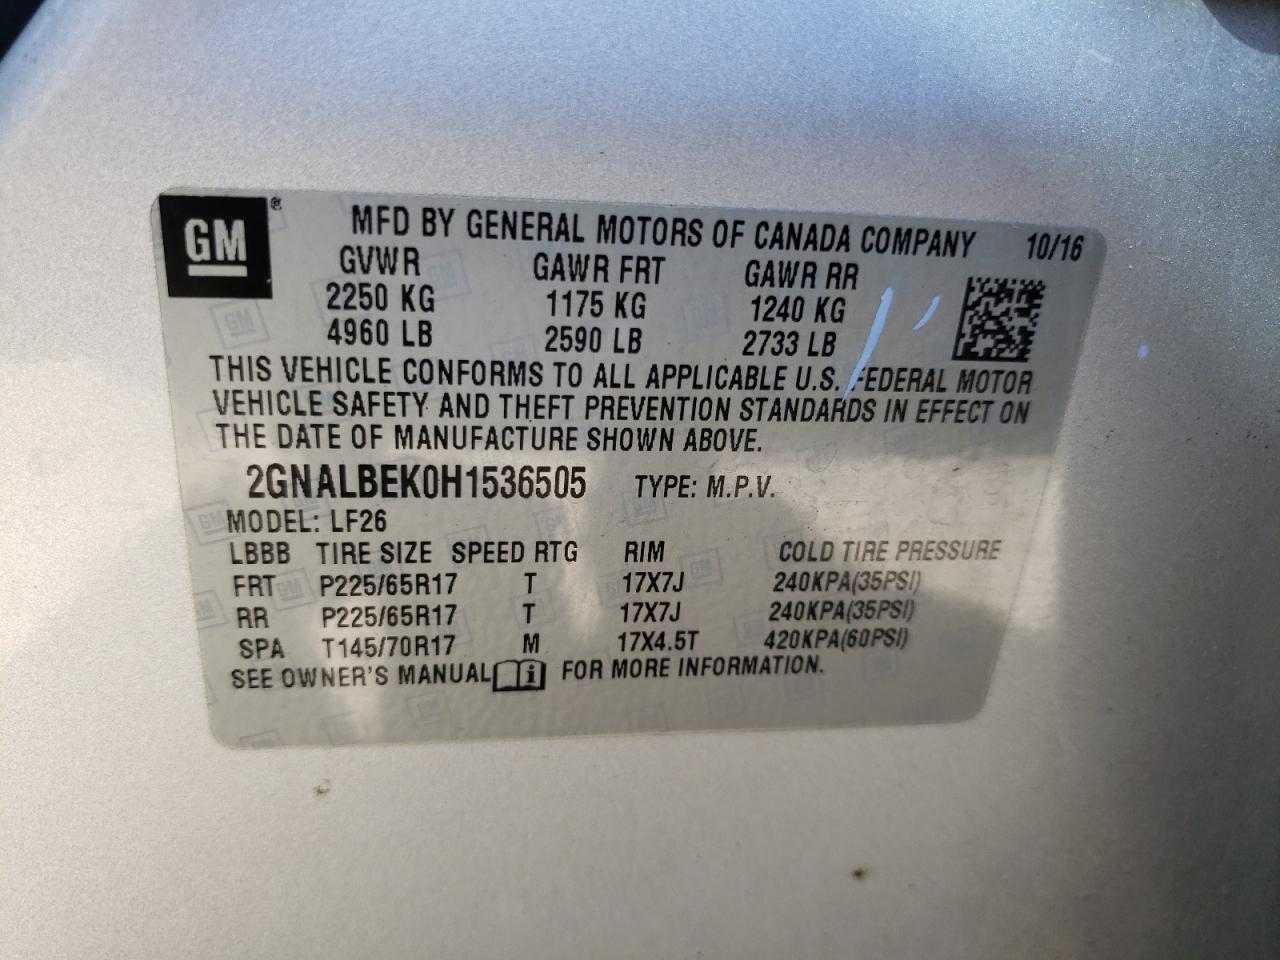 GM ®
MFD BY GENERAL MOTORS OF CANADA COMPANY 10/16
GVWR GAWR FRT GAWR RR
2250 KG 1175 KG 1240 KG
4960 LB 2590 LB 2733 LB
THIS VEHICLE CONFORMS TO ALL APPLICABLE U.S. FEDERAL MOTOR
VEHICLE SAFETY AND THEFT PREVENTION STANDARDS IN EFFECT ON
THE DATE OF MANUFACTURE SHOWN ABOVE.
2GNALBEK0H1536505 TYPE: M.P.V.
MODEL: LF26
LBBB TIRE SIZE SPEED RTG RIM COLD TIRE PRESSURE
FRT P225/65R17 T 17X7J 240KPA(35PSI)
RR P225/65R17 T 17X7J 240KPA(35PSI)
SPA T145/70R17 M 17X4.5T 420KPA(60PSI)
SEE OWNER'S MANUAL i FOR MORE INFORMATION.